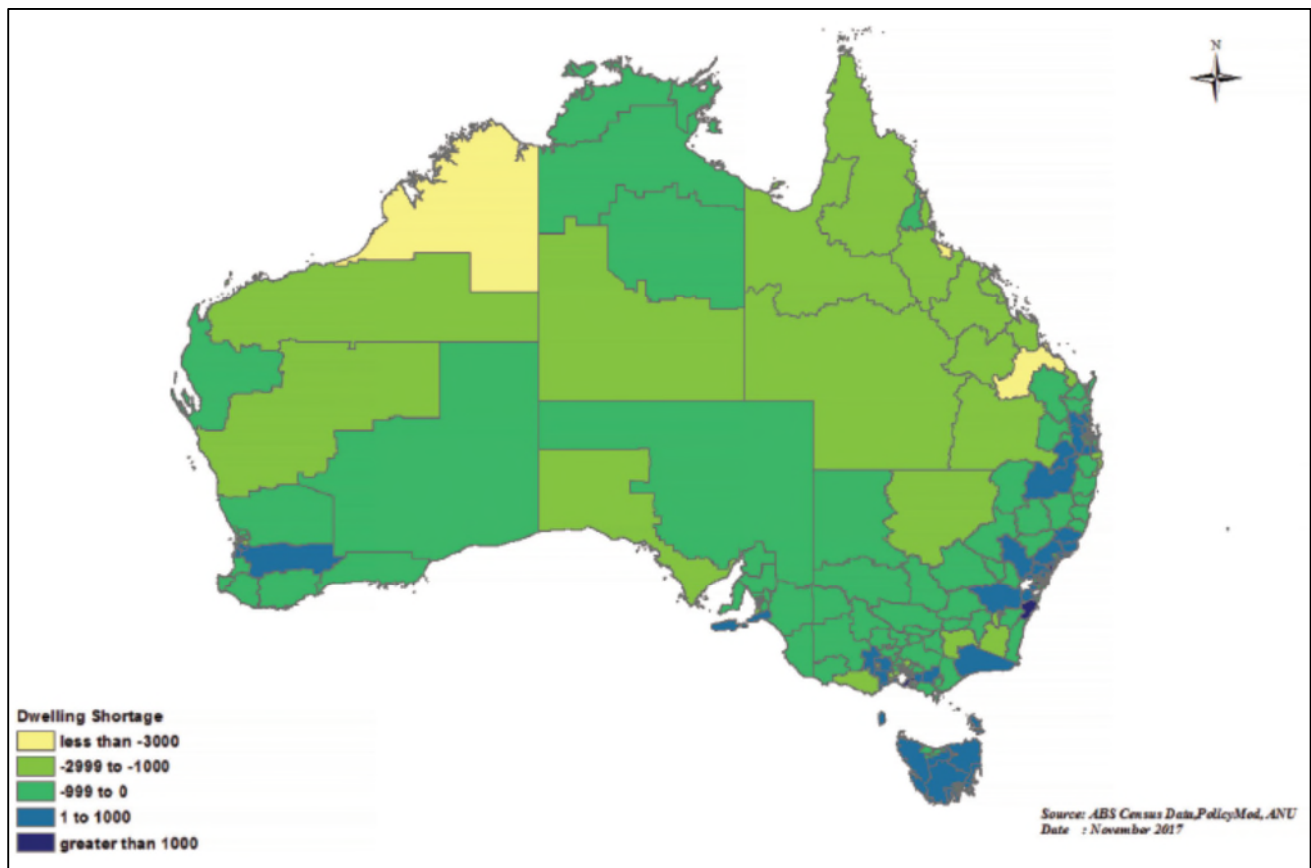 N
Dwelling Shortage
less than -3000
-2999 to -1000
-999 to 0
1 to 1000
greater than 1000
Source: ABS Census Data,PolicyMod, ANU
Date : November 2017